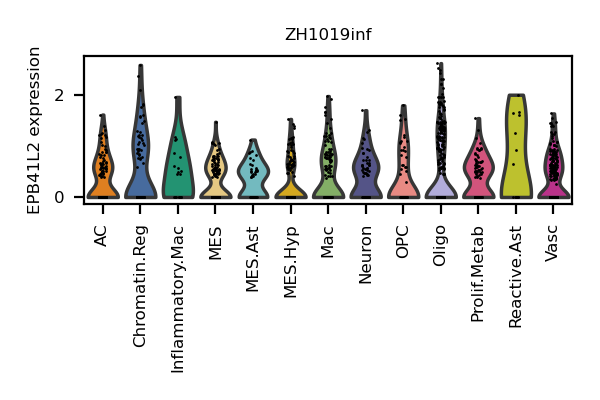 ZH1019inf
EPB41L2 expression
2
0
AC
Chromatin.Reg
Inflammatory.Mac
MES
MES.Ast
MES.Hyp
Mac
Neuron
OPC
Oligo
Prolif.Metab
Reactive.Ast
Vasc